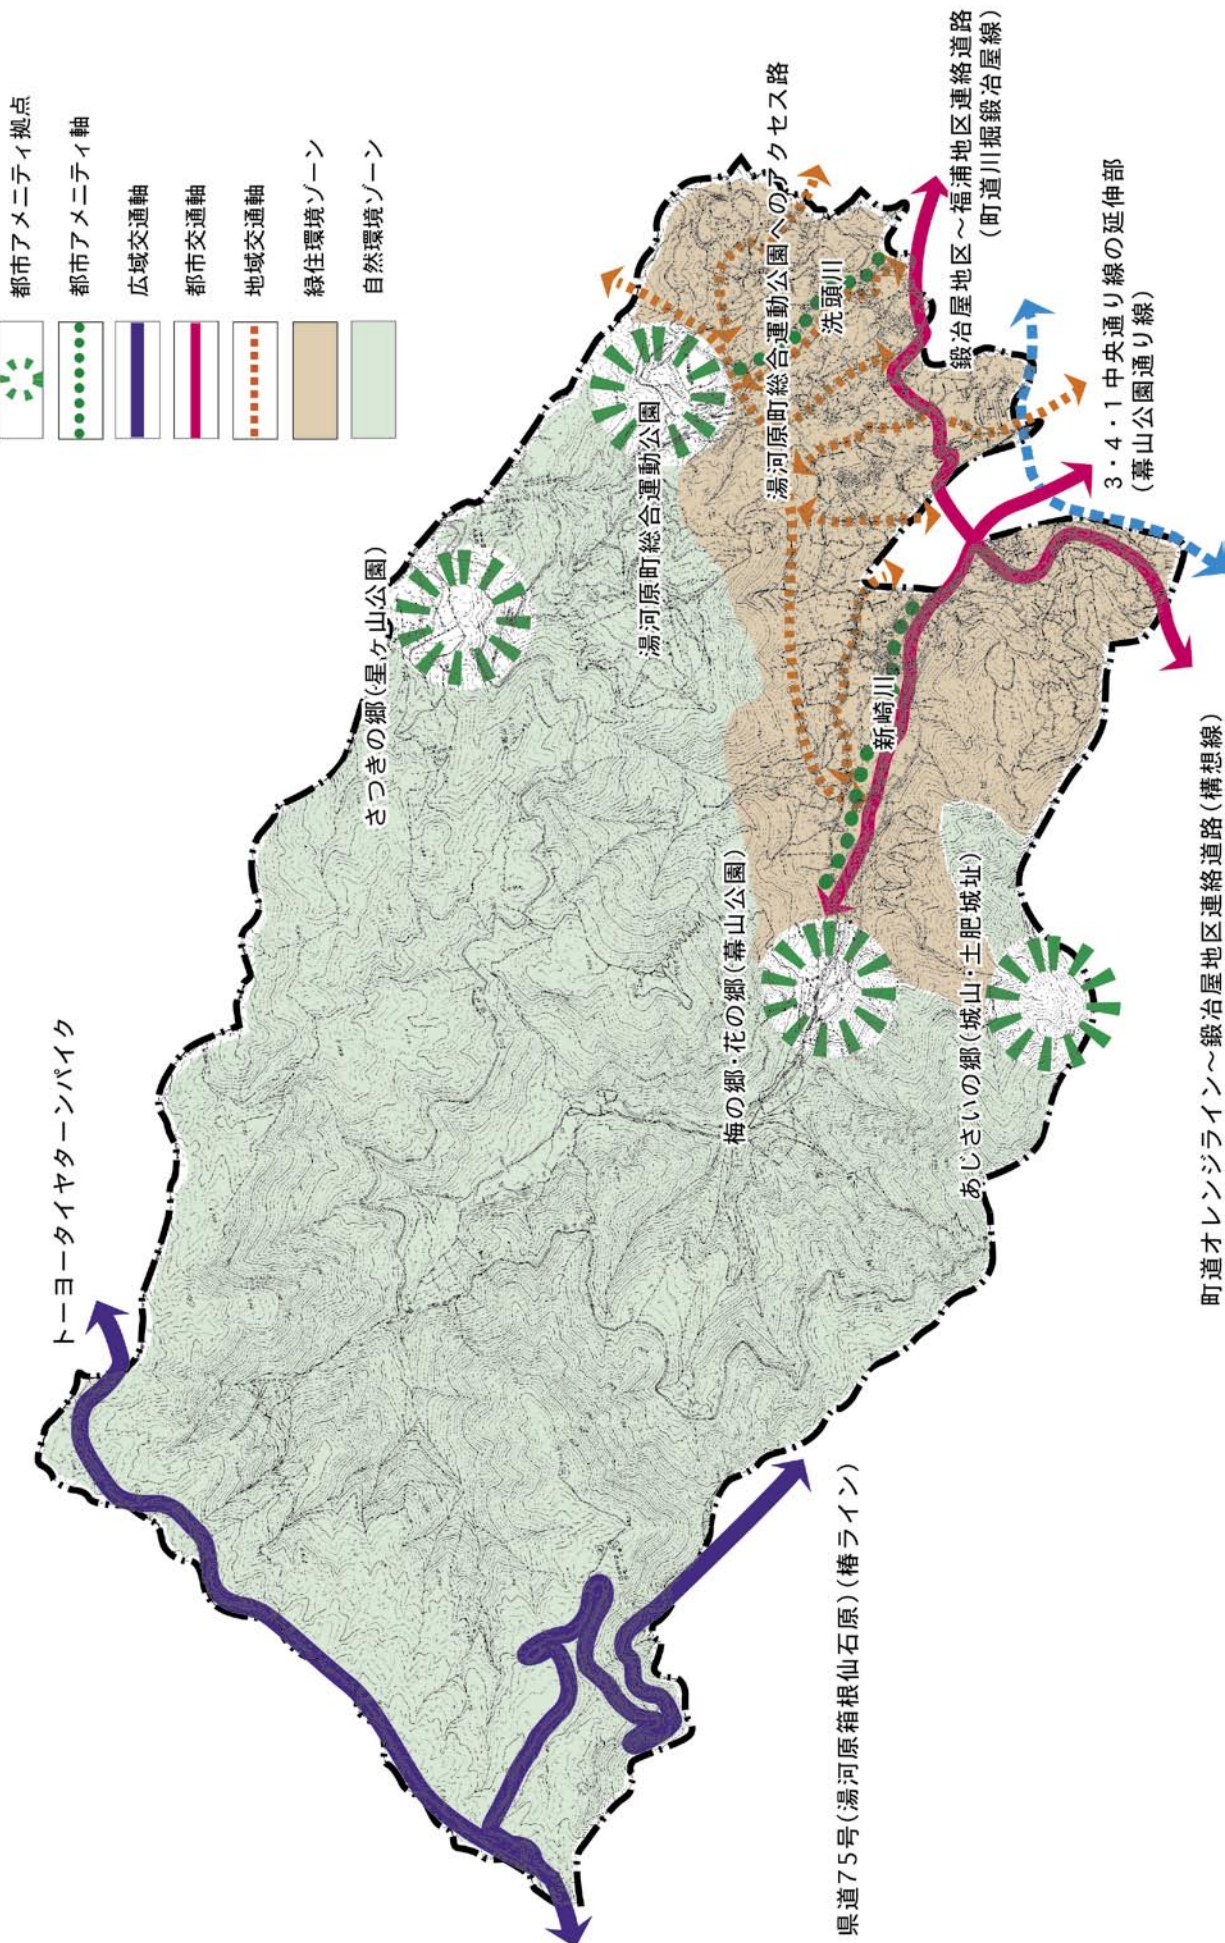 都市アメニティ拠点
都市アメニティ軸
広域交通軸
都市交通軸
地域交通軸
緑住環境ゾーン
自然環境ゾーン
トーヨータイヤターンパイク
さつきの郷(星ヶ山公園)
湯河原町総合運動公園
梅の郷・花の郷(幕山公園)
湯河原町総合運動公園へのアクセス路
洗頭川
県道75号(湯河原箱根仙石原)(椿ライン)
新崎川
あじさいの郷(城山・土肥城址)
鍛冶屋地区～福浦地区連絡道路
(町道川掘鍛冶屋線)
3・4・1中央通り線の延伸部
(幕山公園通り線)
町道オレンジライン～鍛冶屋地区連絡道路(構想線)